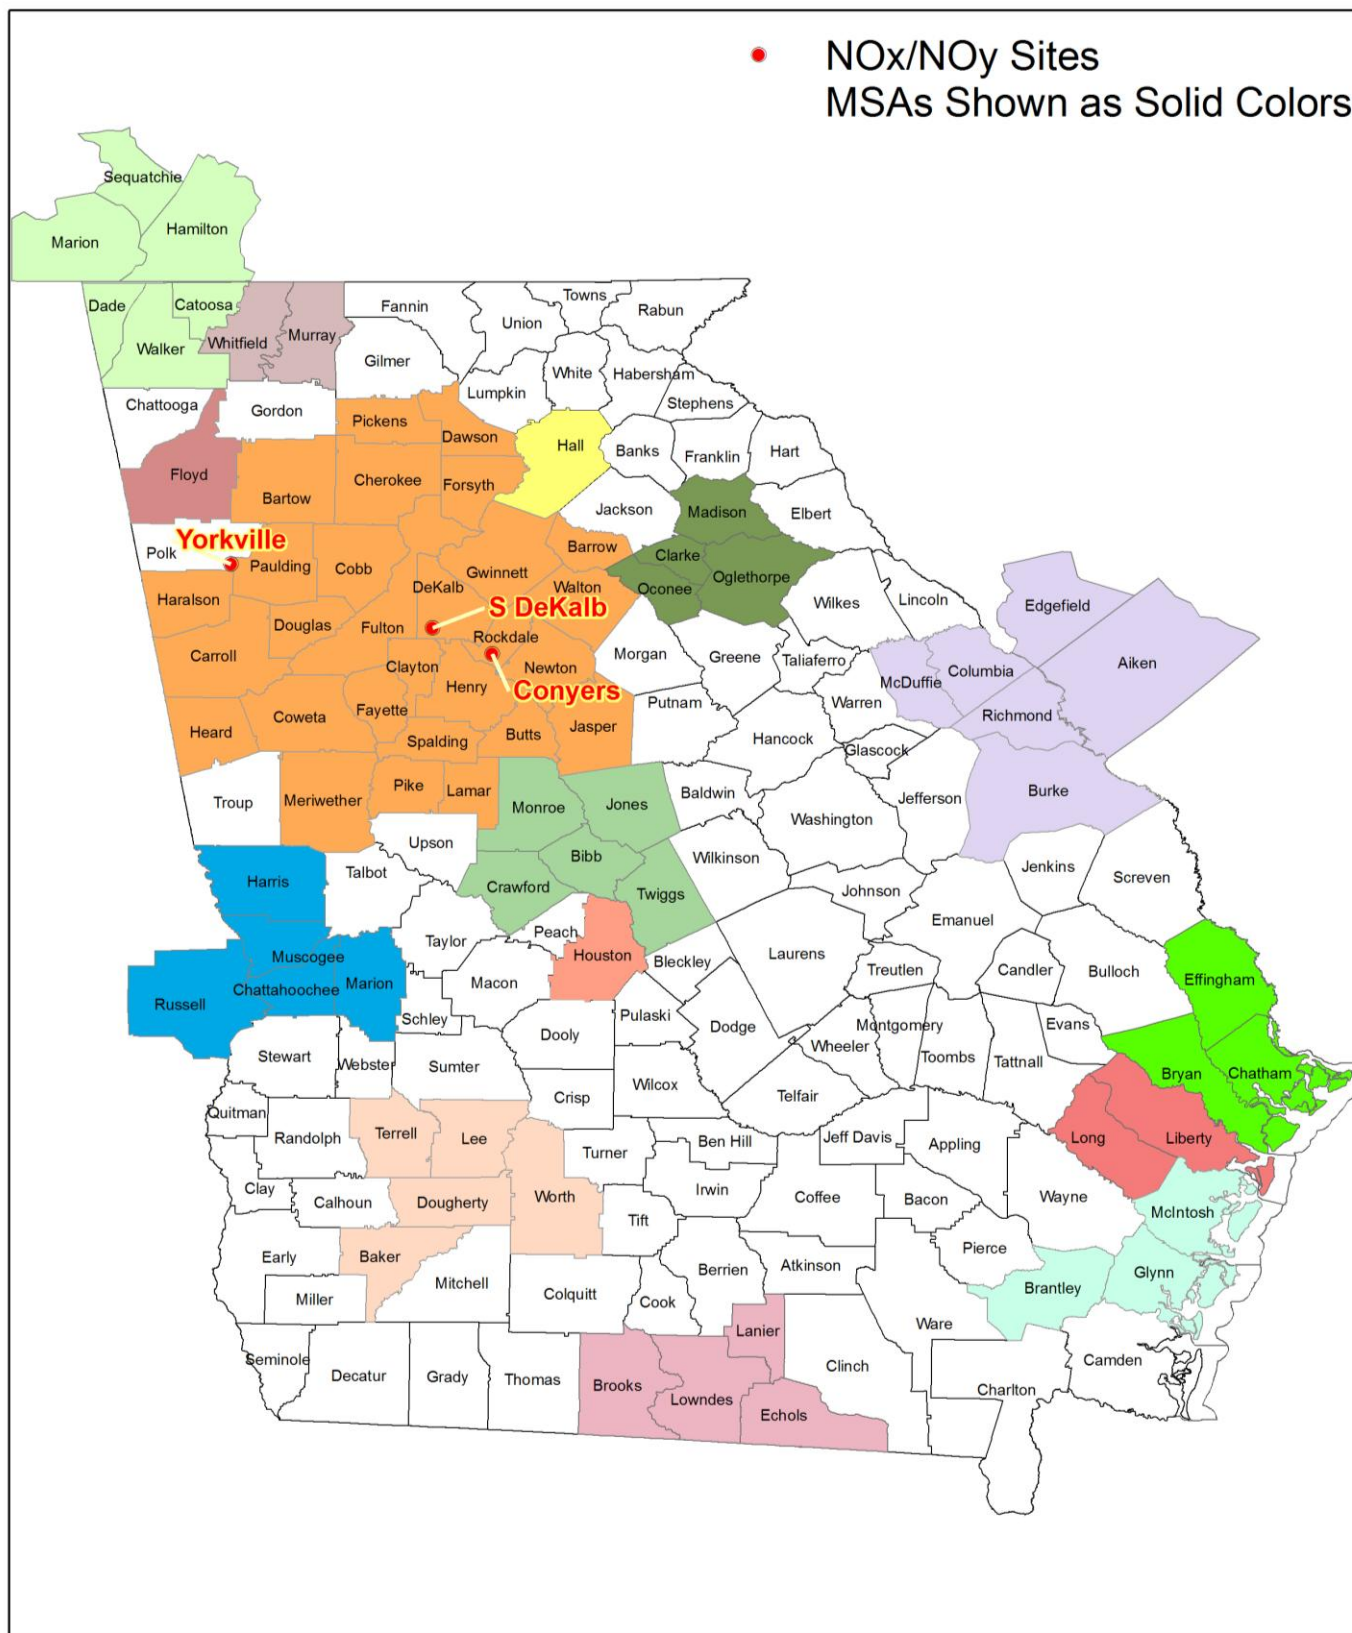 NOx/NOy Sites
MSAs Shown as Solid Colors
Sequatchie
Marion
Hamilton
Dade
Catoosa
Walker
Whitfield
Murray
Fannin
Union
Towns
Rabun
Gilmer
White
Habersham
Lumpkin
Stephens
Chattooga
Gordon
Pickens
Dawson
Hall
Banks
Franklin
Hart
Floyd
Bartow
Cherokee
Forsyth
Jackson
Madison
Elbert
Yorkville
Polk
Paulding
Cobb
DeKalb
Gwinnett
Barrow
Clarke
Oconee
Oglethorpe
Walton
Wilkes
Lincoln
Edgefield
Haralson
Douglas
Fulton
S DeKalb
Rockdale
Carroll
Clayton
Newton
Morgan
Greene
Taliaferro
McDuffie
Columbia
Aiken
Henry
Conyers
Heard
Coweta
Fayette
Putnam
Warren
Richmond
Spalding
Butts
Jasper
Hancock
Glascock
Troup
Meriwether
Pike
Lamar
Monroe
Jones
Baldwin
Washington
Jefferson
Burke
Upson
Bibb
Wilkinson
Jenkins
Screven
Harris
Talbot
Crawford
Twiggs
Johnson
Emanuel
Taylor
Peach
Houston
Bleckley
Laurens
Treutlen
Candler
Bulloch
Effingham
Muscogee
Chattahoochee
Marion
Russell
Macon
Schley
Dooly
Pulaski
Dodge
Wheeler
Montgomery
Toombs
Tattnall
Evans
Bryan
Chatham
Stewart
Webster
Sumter
Crisp
Wilcox
Telfair
Quitman
Randolph
Terrell
Lee
Turner
Ben Hill
Jeff Davis
Appling
Long
Liberty
Clay
Calhoun
Dougherty
Worth
Tift
Irwin
Coffee
Bacon
Wayne
McIntosh
Early
Baker
Mitchell
Berrien
Atkinson
Pierce
Brantley
Glynn
Miller
Colquitt
Cook
Lanier
Ware
Seminole
Decatur
Grady
Thomas
Brooks
Lowndes
Echols
Clinch
Charlton
Camden